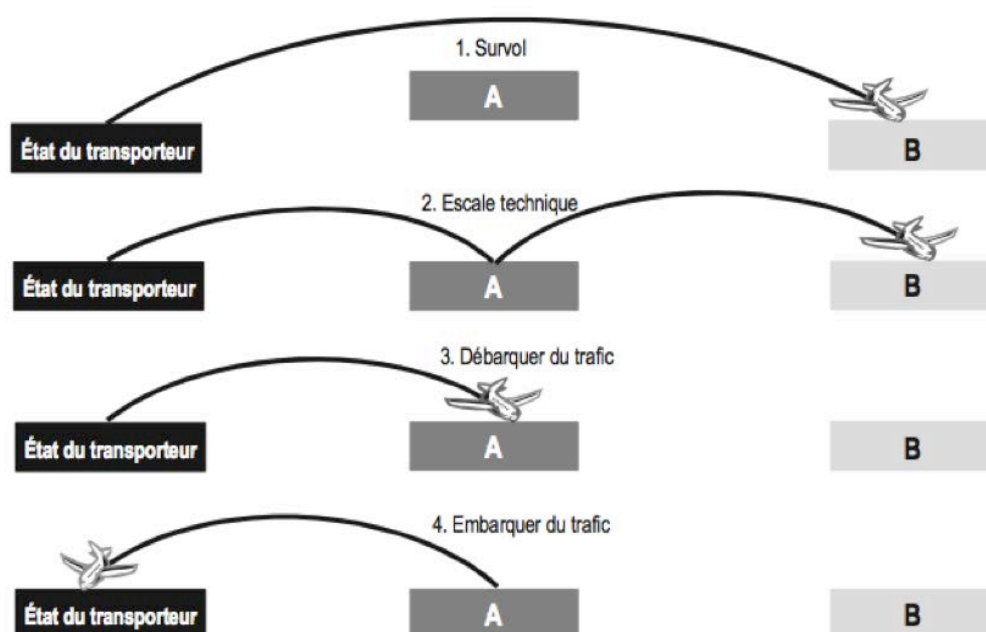 1. Survol
A
État du transporteur
B
2. Escale technique
État du transporteur
A
B
3. Débarquer du trafic
État du transporteur
A
B
4. Embarquer du trafic
État du transporteur
A
B